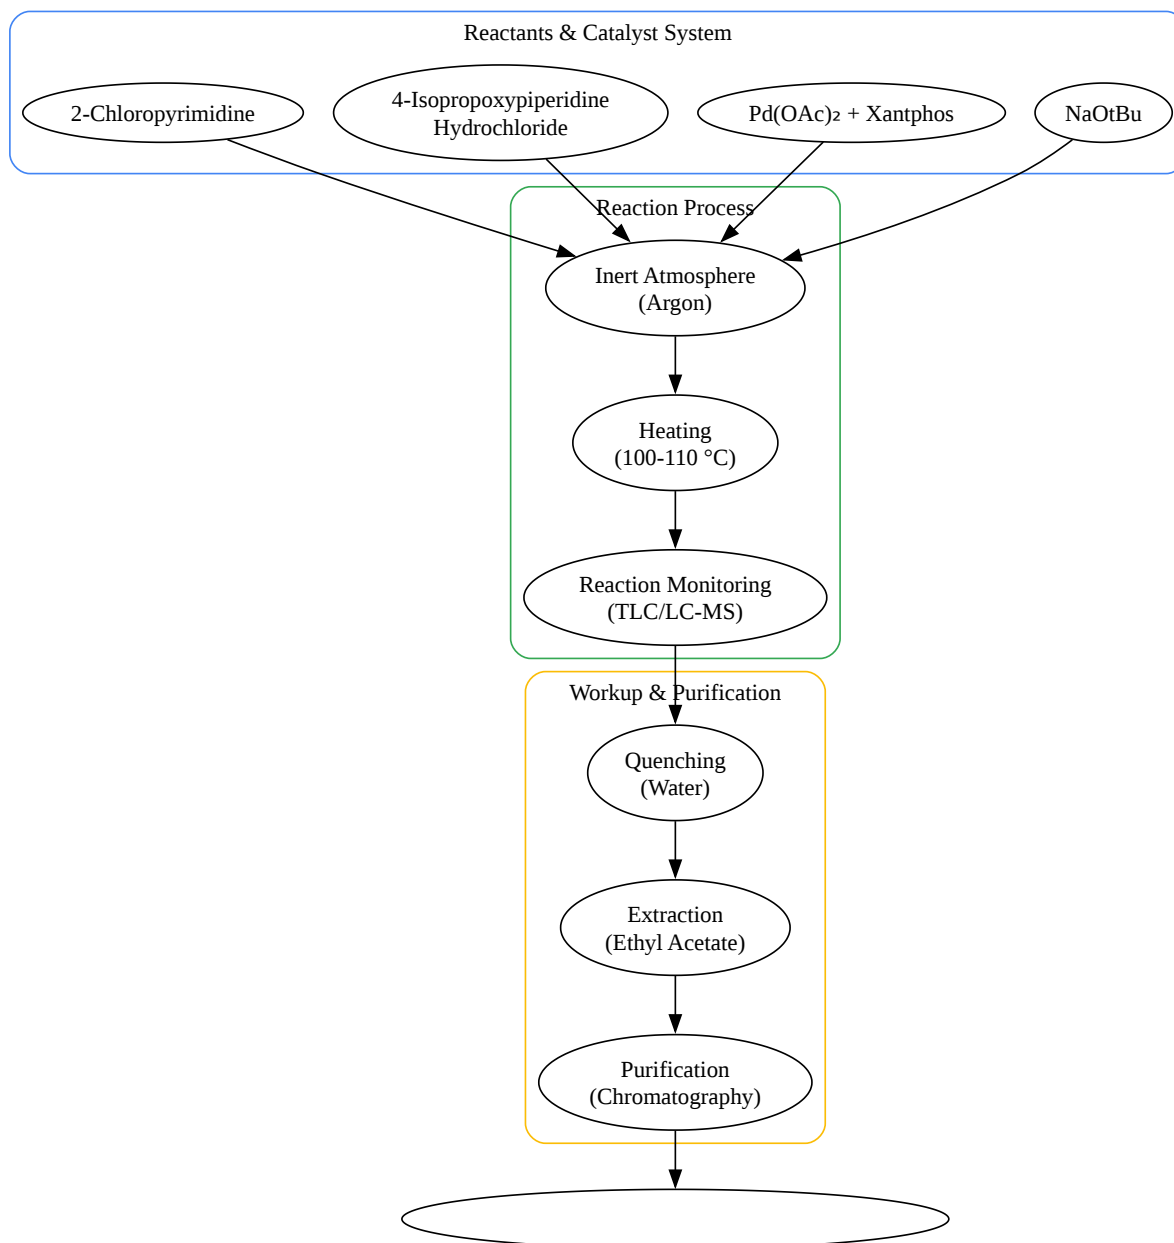 Reactants & Catalyst System
2-Chloropyrimidine
4-Isopropoxypiperidine
Hydrochloride
Pd(OAc)₂ + Xantphos
NaOtBu
Reaction Process
Inert Atmosphere
(Argon)
Heating
(100-110 °C)
Reaction Monitoring
(TLC/LC-MS)
Workup & Purification
Quenching
(Water)
Extraction
(Ethyl Acetate)
Purification
(Chromatography)